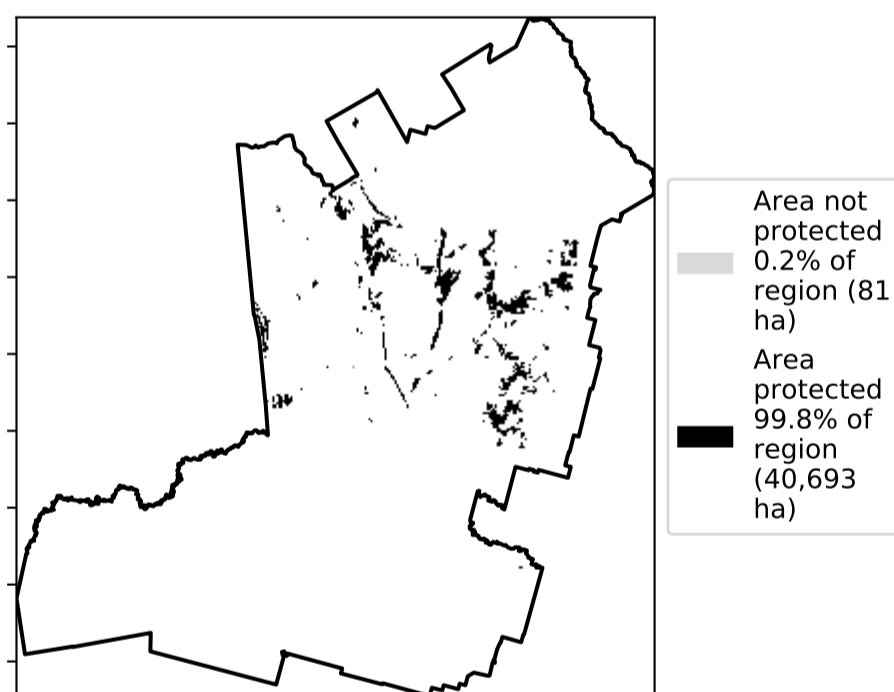 Area not
protected
0.2% of
region (81
ha)
Area
protected
99.8% of
region
(40,693
ha)